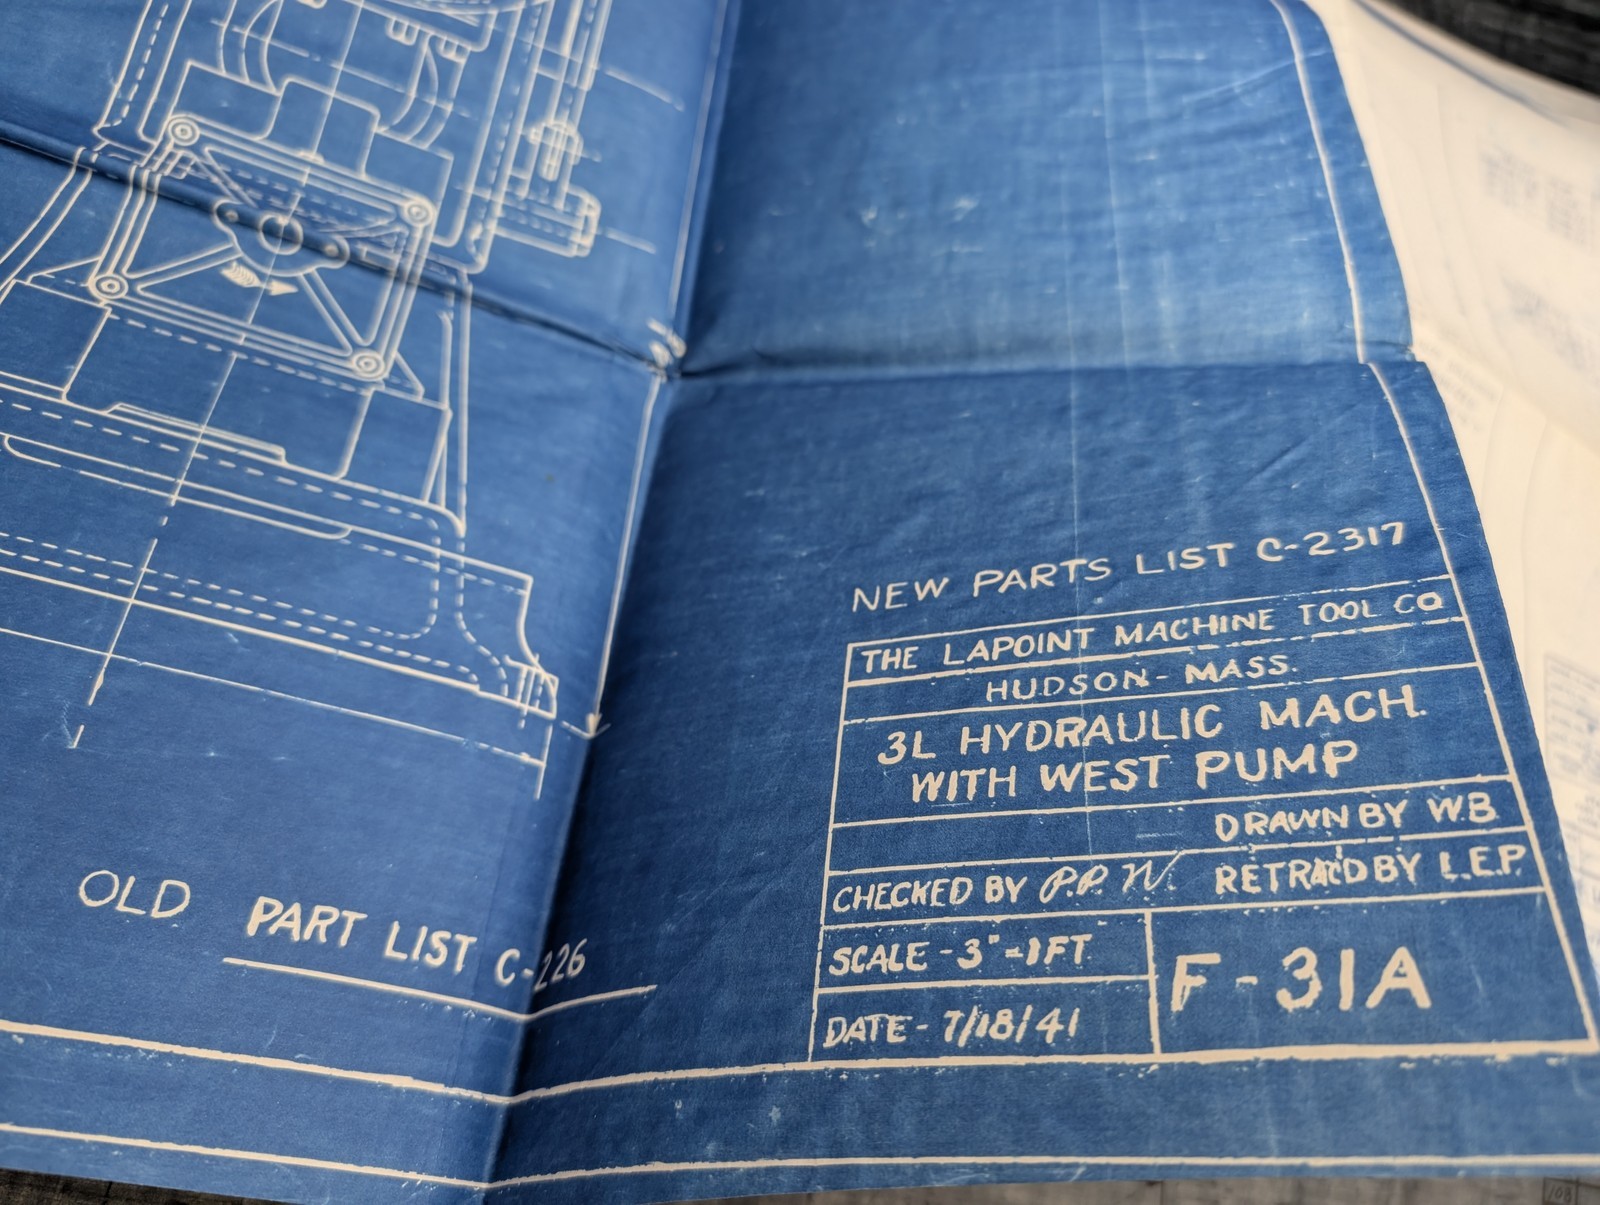 NEW PARTS LIST C-2317
THE LAPOINT MACHINE TOOL CO
HUDSON-MASS.
3L HYDRAULIC MACH.
WITH WEST PUMP
DRAWN BY W.B.
CHECKED BY P.P.W. RETRAC'D BY L.E.P.
SCALE-3"=1FT.
DATE-7/18/41
F-31A
OLD PART LIST C-226